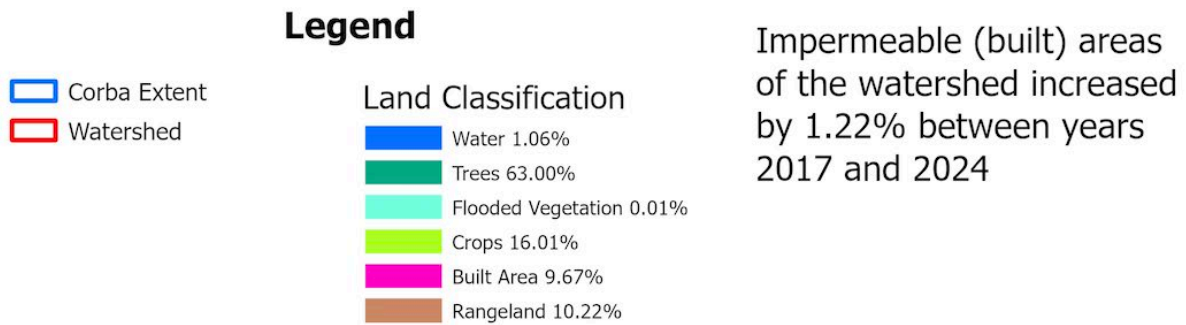 Legend
Corba Extent
Watershed
Land Classification
Water 1.06%
Trees 63.00%
Flooded Vegetation 0.01%
Crops 16.01%
Built Area 9.67%
Rangeland 10.22%
Impermeable (built) areas
of the watershed increased
by 1.22% between years
2017 and 2024